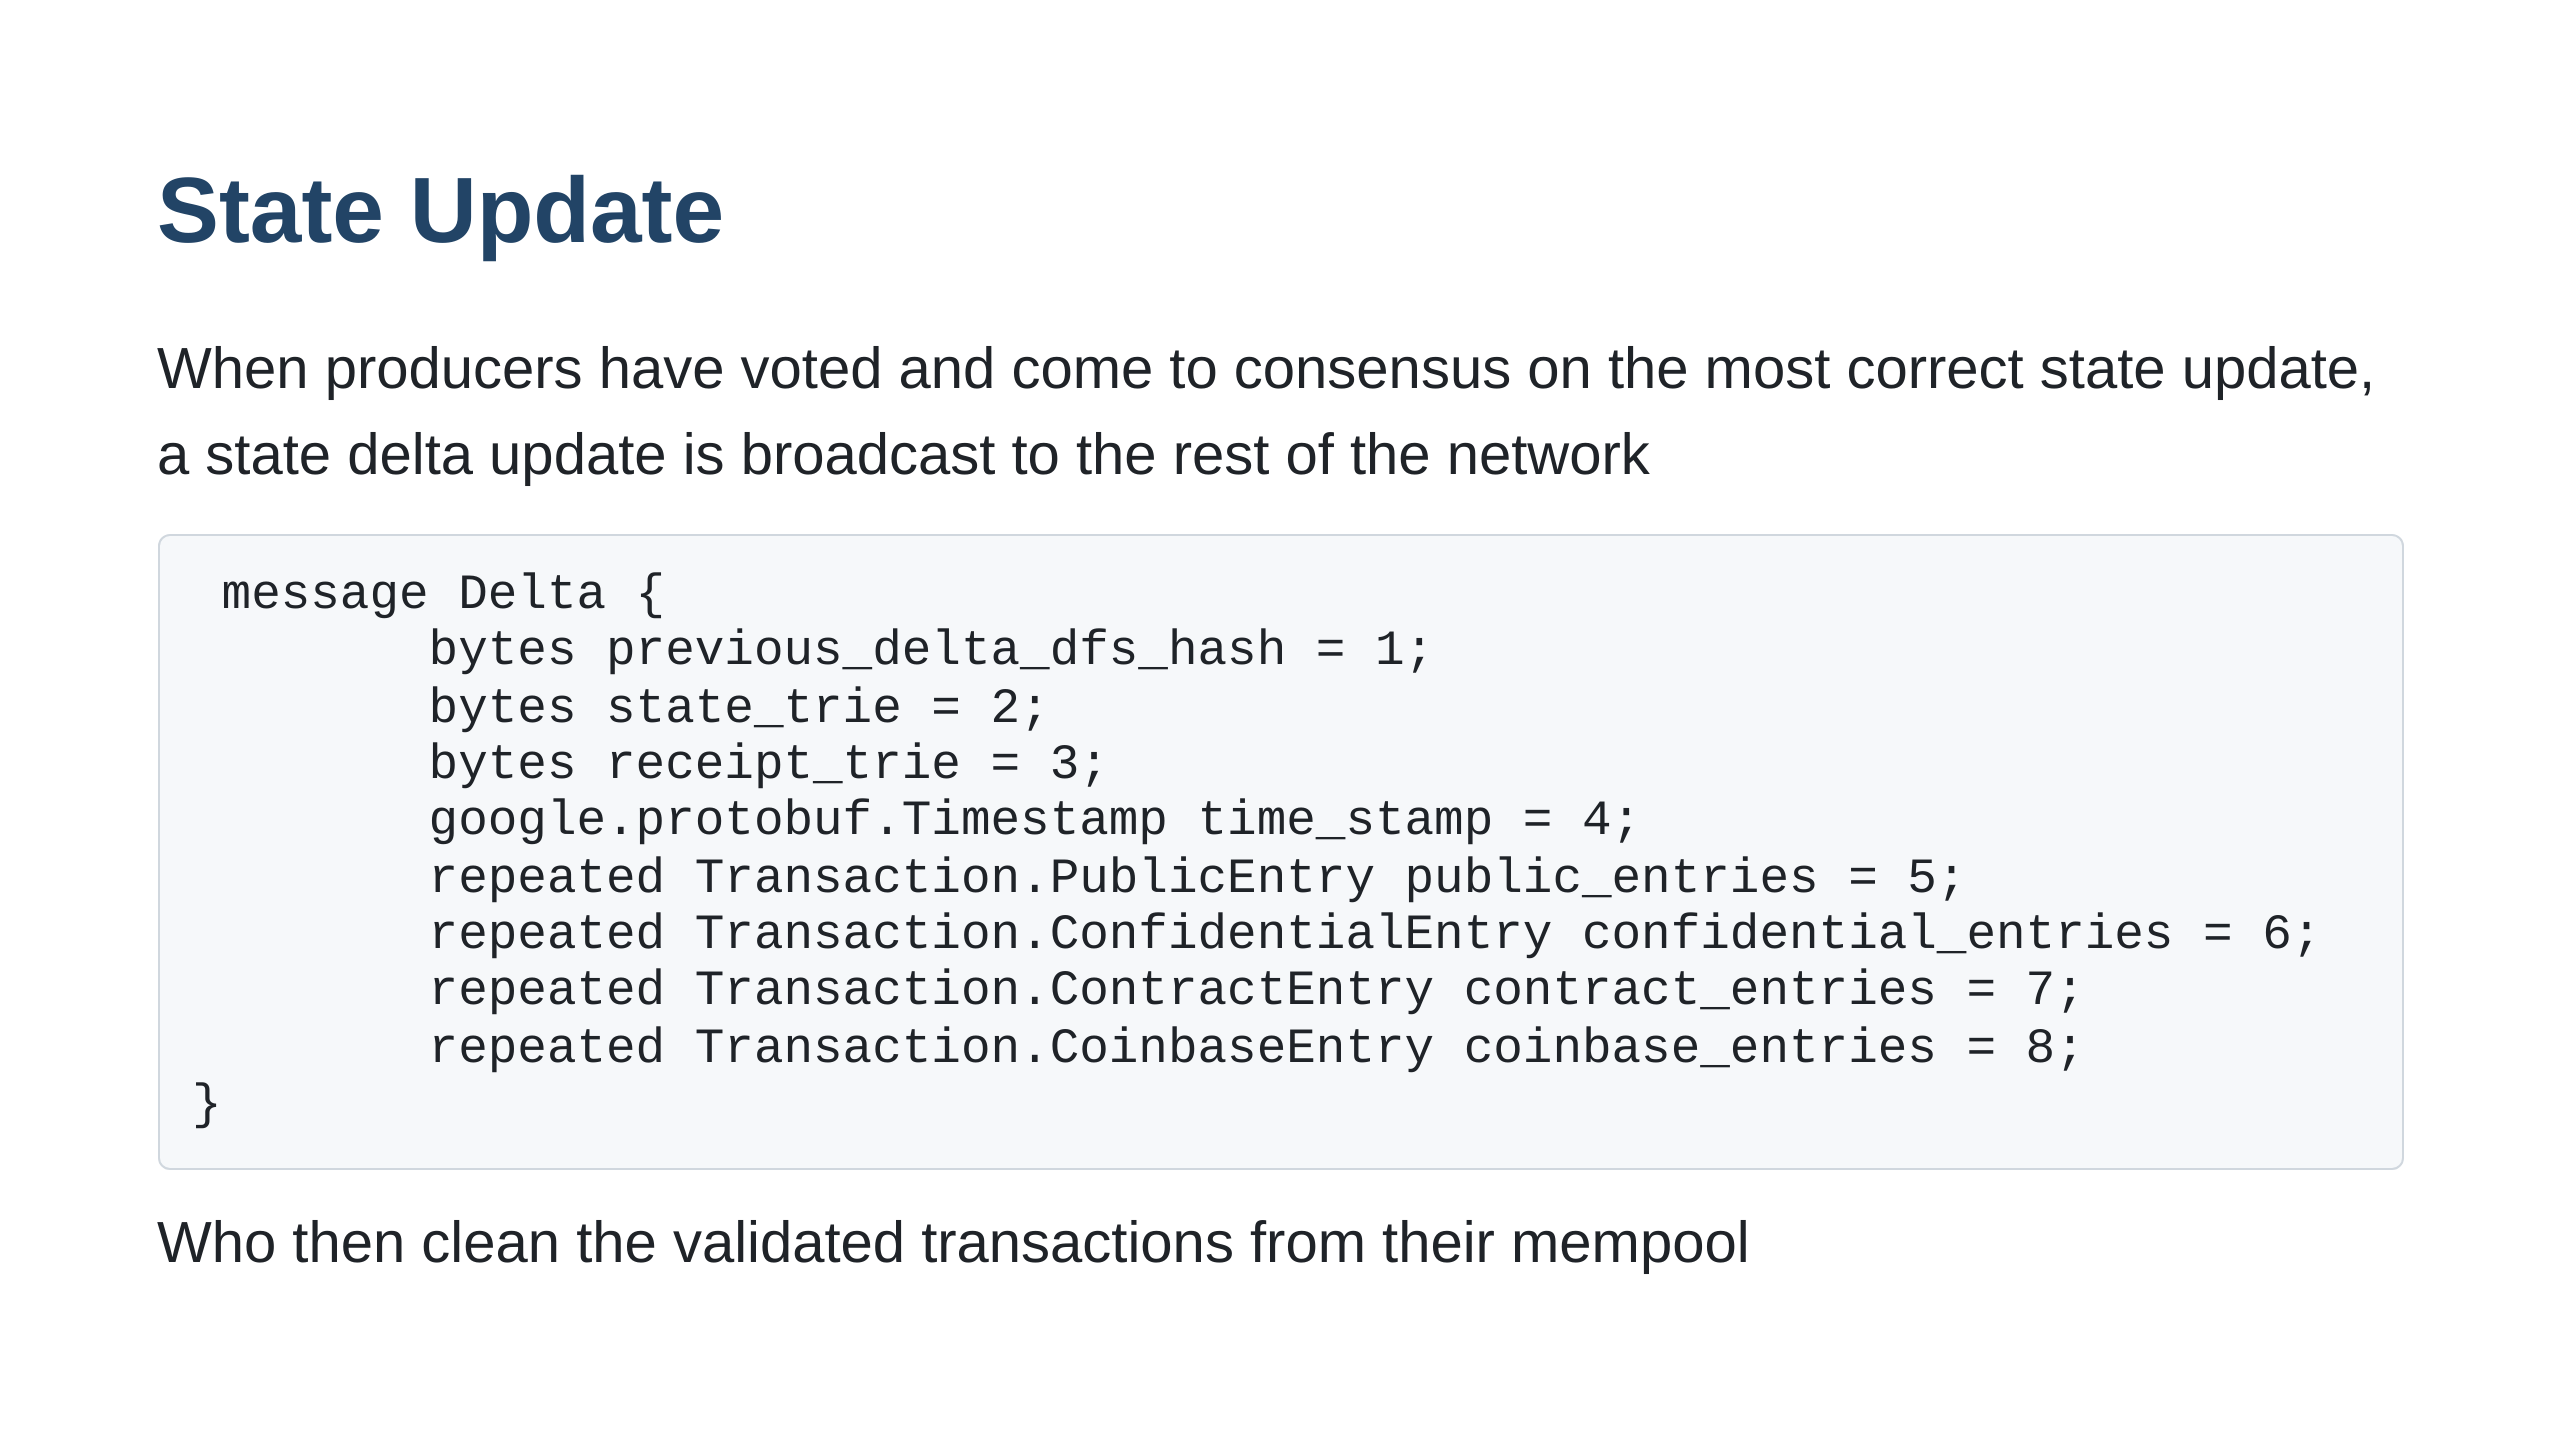 State Update
When producers have voted and come to consensus on the most correct state update,
a state delta update is broadcast to the rest of the network
message Delta {
bytes previous_delta_dfs_hash = 1;
bytes state_trie = 2;
bytes receipt_trie = 3;
google.protobuf.Timestamp time_stamp = 4;
repeated Transaction.PublicEntry public_entries = 5;
repeated Transaction.ConfidentialEntry confidential_entries = 6;
repeated Transaction.ContractEntry contract_entries = 7;
repeated Transaction.CoinbaseEntry coinbase_entries = 8;
}
Who then clean the validated transactions from their mempool